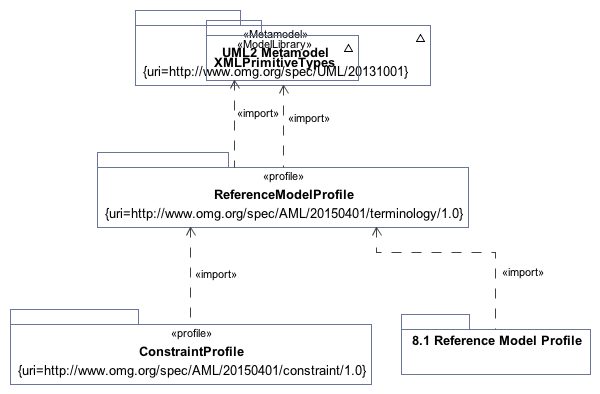 «Metamodel»
«ModelLibrary»
UML2 Metamodel
XMLPrimitiveTypes
{uri=http://www.omg.org/spec/UML/20131001}
«import»
«import»
«profile»
ReferenceModelProfile
{uri=http://www.omg.org/spec/AML/20150401/terminology/1.0}
«import»
«import»
«profile»
ConstraintProfile
{uri=http://www.omg.org/spec/AML/20150401/constraint/1.0}
8.1 Reference Model Profile